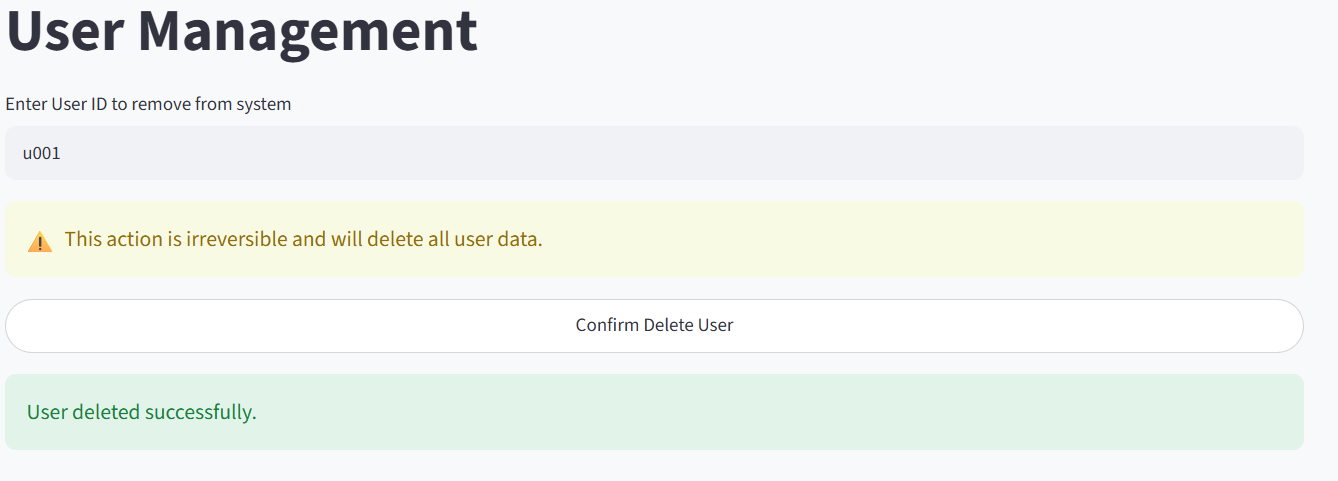 User Management
Enter User ID to remove from system
u001
⚠️ This action is irreversible and will delete all user data.
Confirm Delete User
User deleted successfully.